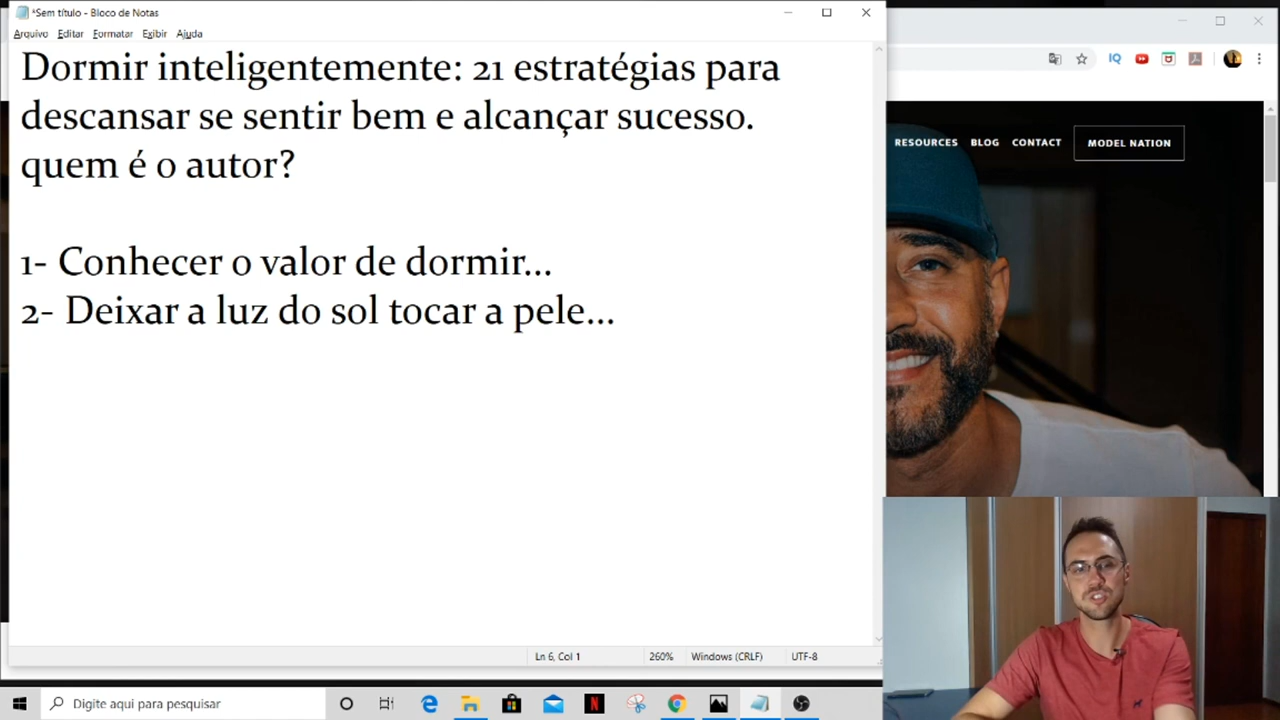 *Sem título - Bloco de Notas
Arquivo Editar Formatar Exibir Ajuda
Dormir inteligentemente: 21 estratégias para
descansar se sentir bem e alcançar sucesso.
quem é o autor?
1- Conhecer o valor de dormir...
2- Deixar a luz do sol tocar a pele...
RESOURCES BLOG CONTACT MODEL NATION
IQ
Ln 6, Col 1 260% Windows (CRLF) UTF-8
Digite aqui para pesquisar
N